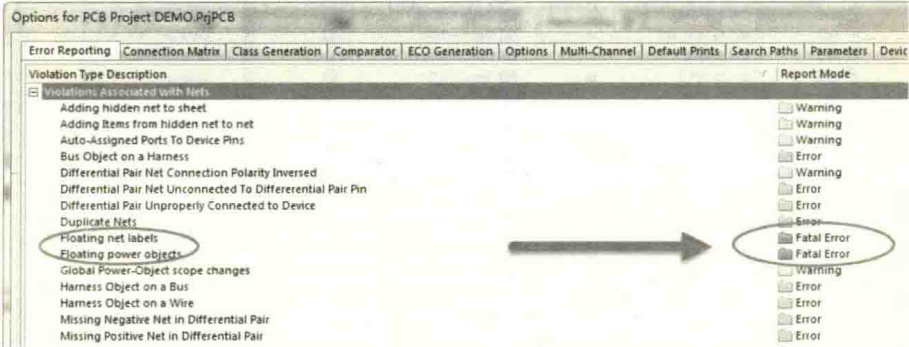 Options for PCB Project DEMO.PrjPCB
Error Reporting Connection Matrix Class Generation Comparator ECO Generation Options Multi-Channel Default Prints Search Paths Parameters Devic
Violation Type Description Report Mode
Violations Associated with Nets
Adding hidden net to sheet Warning
Adding Items from hidden net to net Warning
Auto-Assigned Ports To Device Pins Warning
Bus Object on a Harness Error
Differential Pair Net Connection Polarity Inversed Warning
Differential Pair Net Unconnected To Differerential Pair Pin Error
Differential Pair Unproperly Connected to Device Error
Duplicate Nets Error
Floating net labels Fatal Error
Floating power objects Fatal Error
Global Power-Object scope changes Warning
Harness Object on a Bus Error
Harness Object on a Wire Error
Missing Negative Net in Differential Pair Error
Missing Positive Net in Differential Pair Error